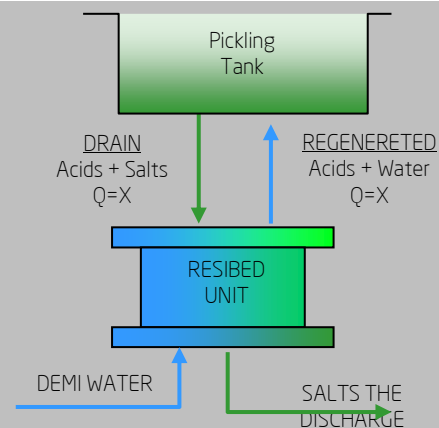 Pickling
Tank
DRAIN
Acids + Salts
Q=X
REGENERETED
Acids + Water
Q=X
RESIBED
UNIT
DEMI WATER
SALTS THE
DISCHARGE